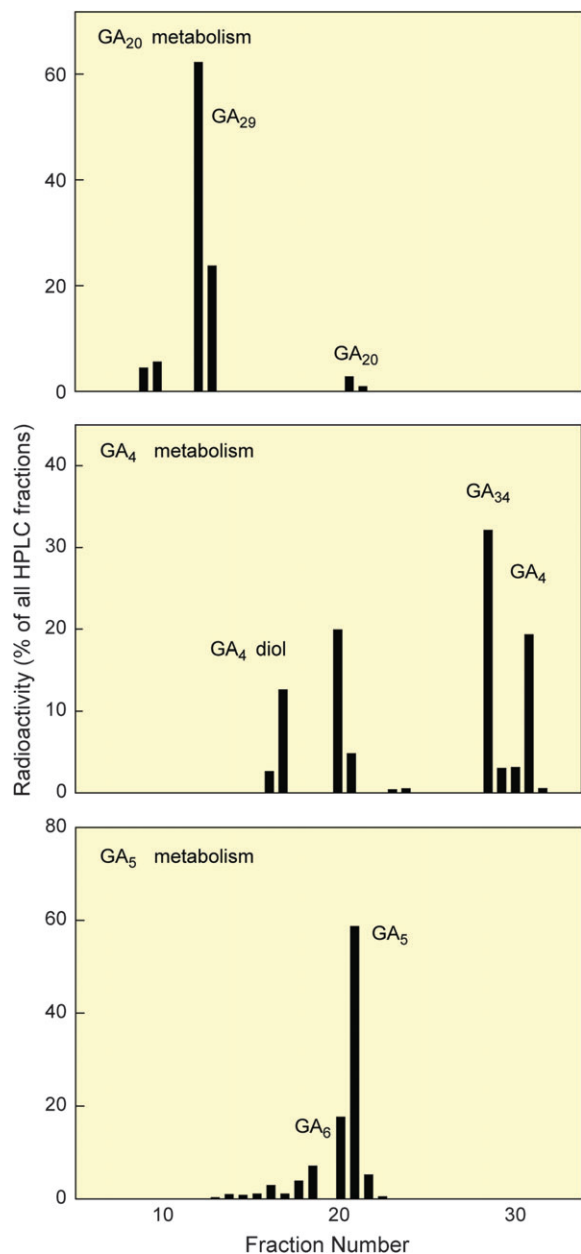 Radioactivity (% of all HPLC fractions)
GA20 metabolism
60
GA29
40
20
GA20
0
GA4 metabolism
40
GA34
30
GA4
20
GA4 diol
10
0
80
GA5 metabolism
60
GA5
40
20
GA6
0
10 20 30
Fraction Number